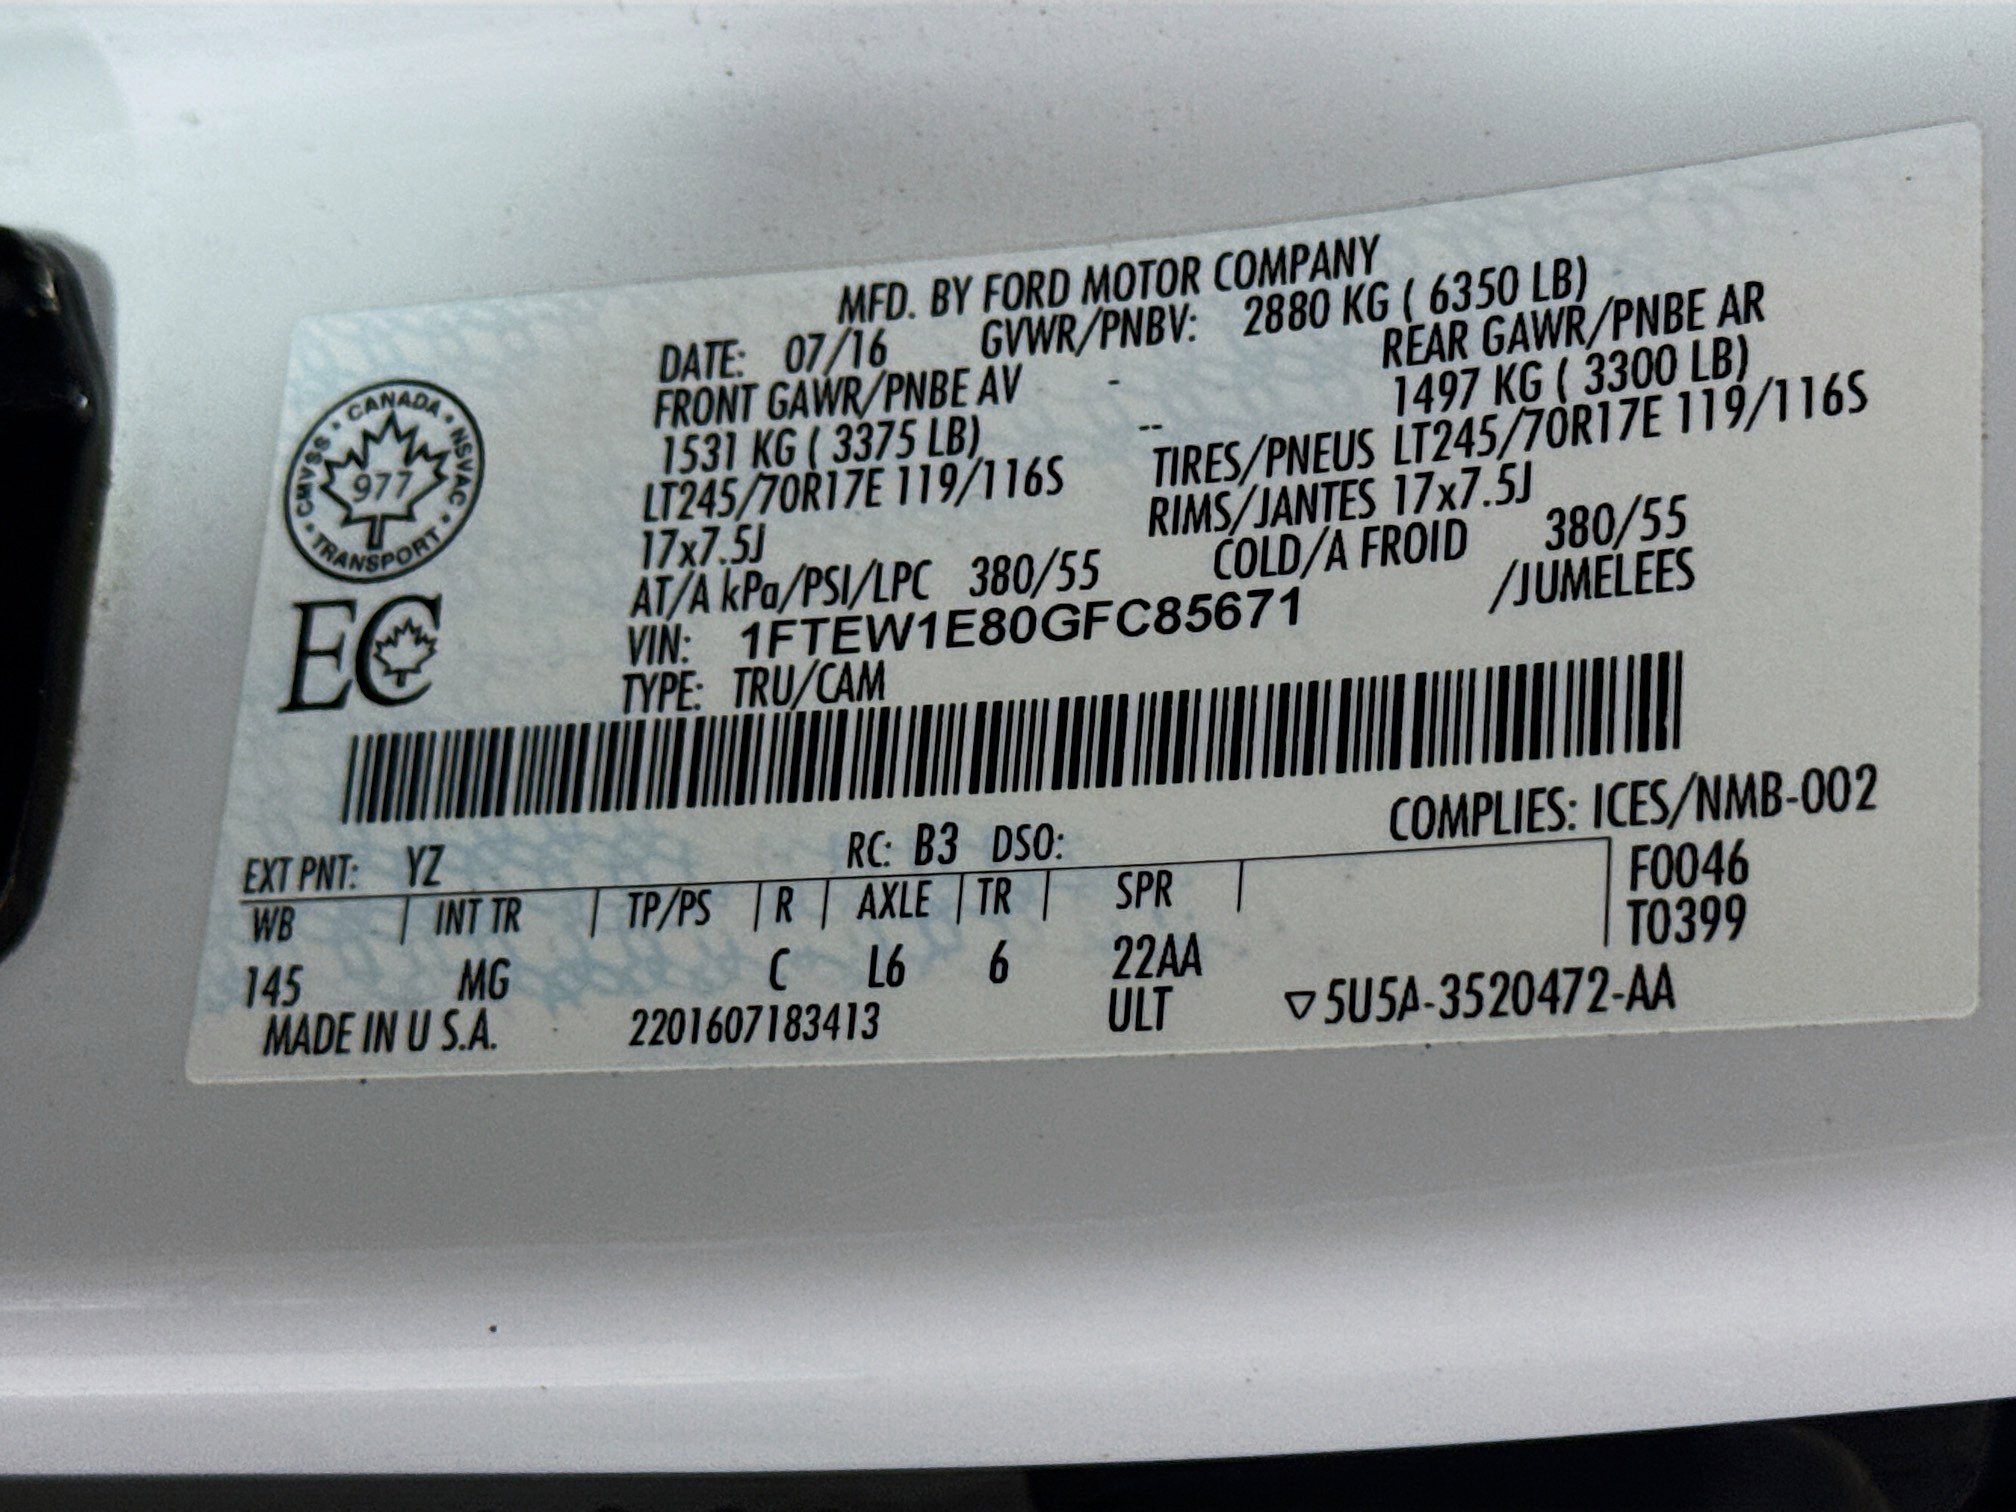 MFD. BY FORD MOTOR COMPANY
DATE: 07/16 GVWR/PNBV: 2880 KG ( 6350 LB)
FRONT GAWR/PNBE AV - REAR GAWR/PNBE AR
1531 KG ( 3375 LB) -- 1497 KG ( 3300 LB)
LT245/70R17E 119/116S TIRES/PNEUS LT245/70R17E 119/116S
17x7.5J RIMS/JANTES 17x7.5J
AT/A kPa/PSI/LPC 380/55 COLD/A FROID 380/55
VIN: 1FTEW1E80GFC85671 /JUMELEES
TYPE: TRU/CAM
CANADA · NSVAC · TRANSPORT · CMVSS ·
977
EC
COMPLIES: ICES/NMB-002
EXT PNT: YZ RC: B3 DSO:
WB | INT TR | TP/PS | R | AXLE | TR | SPR | F0046
T0399
145 MG C L6 6 22AA
MADE IN U S.A. 2201607183413 ULT ▽5U5A-3520472-AA